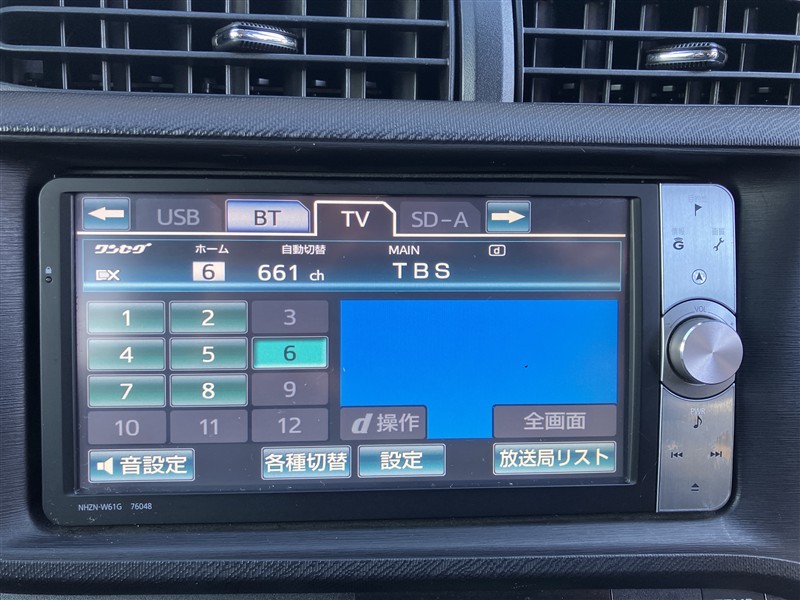 USB BT TV SD-A
ワンセグ ホーム 自動切替 MAIN d
EX 6 661 ch TBS
1 2 3
4 5 6
7 8 9
10 11 12 d操作 全画面
音設定 各種切替 設定 放送局リスト
VOL
PWR
G
NHZN-W61G 76048